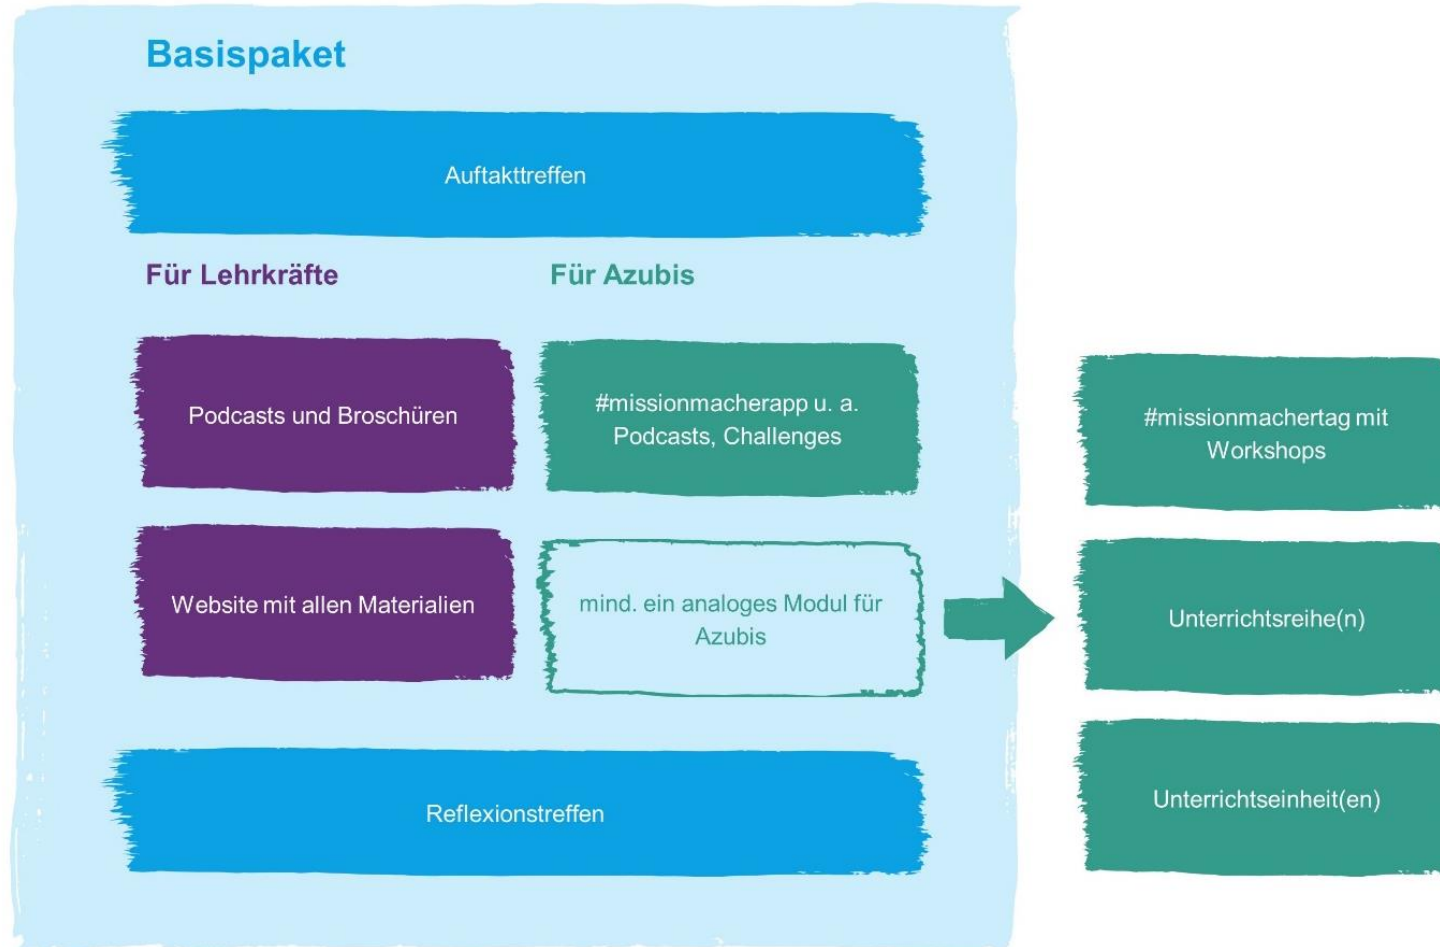 Basispaket
Auftakttreffen
Für Lehrkräfte
Für Azubis
Podcasts und Broschüren
#missionmacherapp u. a.
Podcasts, Challenges
#missionmachertag mit
Workshops
Website mit allen Materialien
mind. ein analoges Modul für
Azubis
Unterrichtsreihe(n)
Reflexionstreffen
Unterrichtseinheit(en)